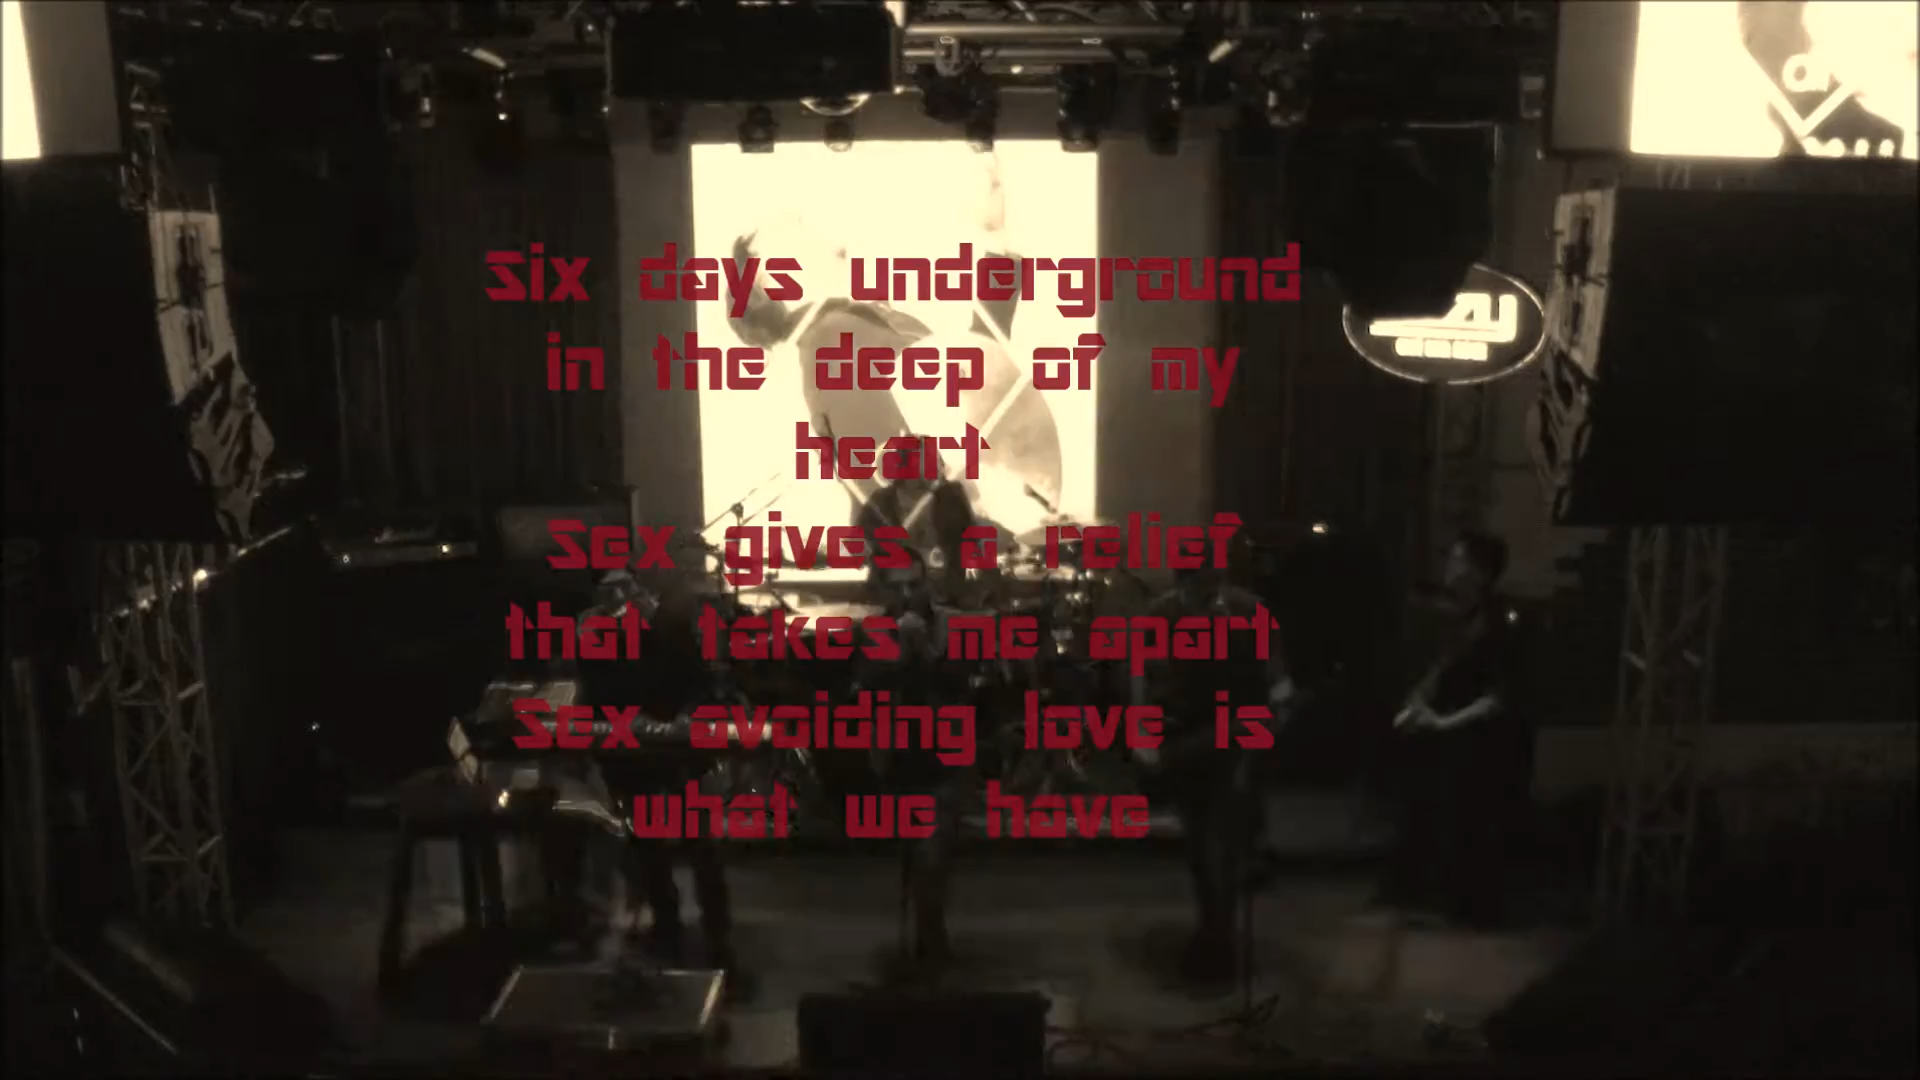 Six days underground
in the deep of my
heart
Sex gives a relief
that takes me apart
Sex avoiding love is
what we have